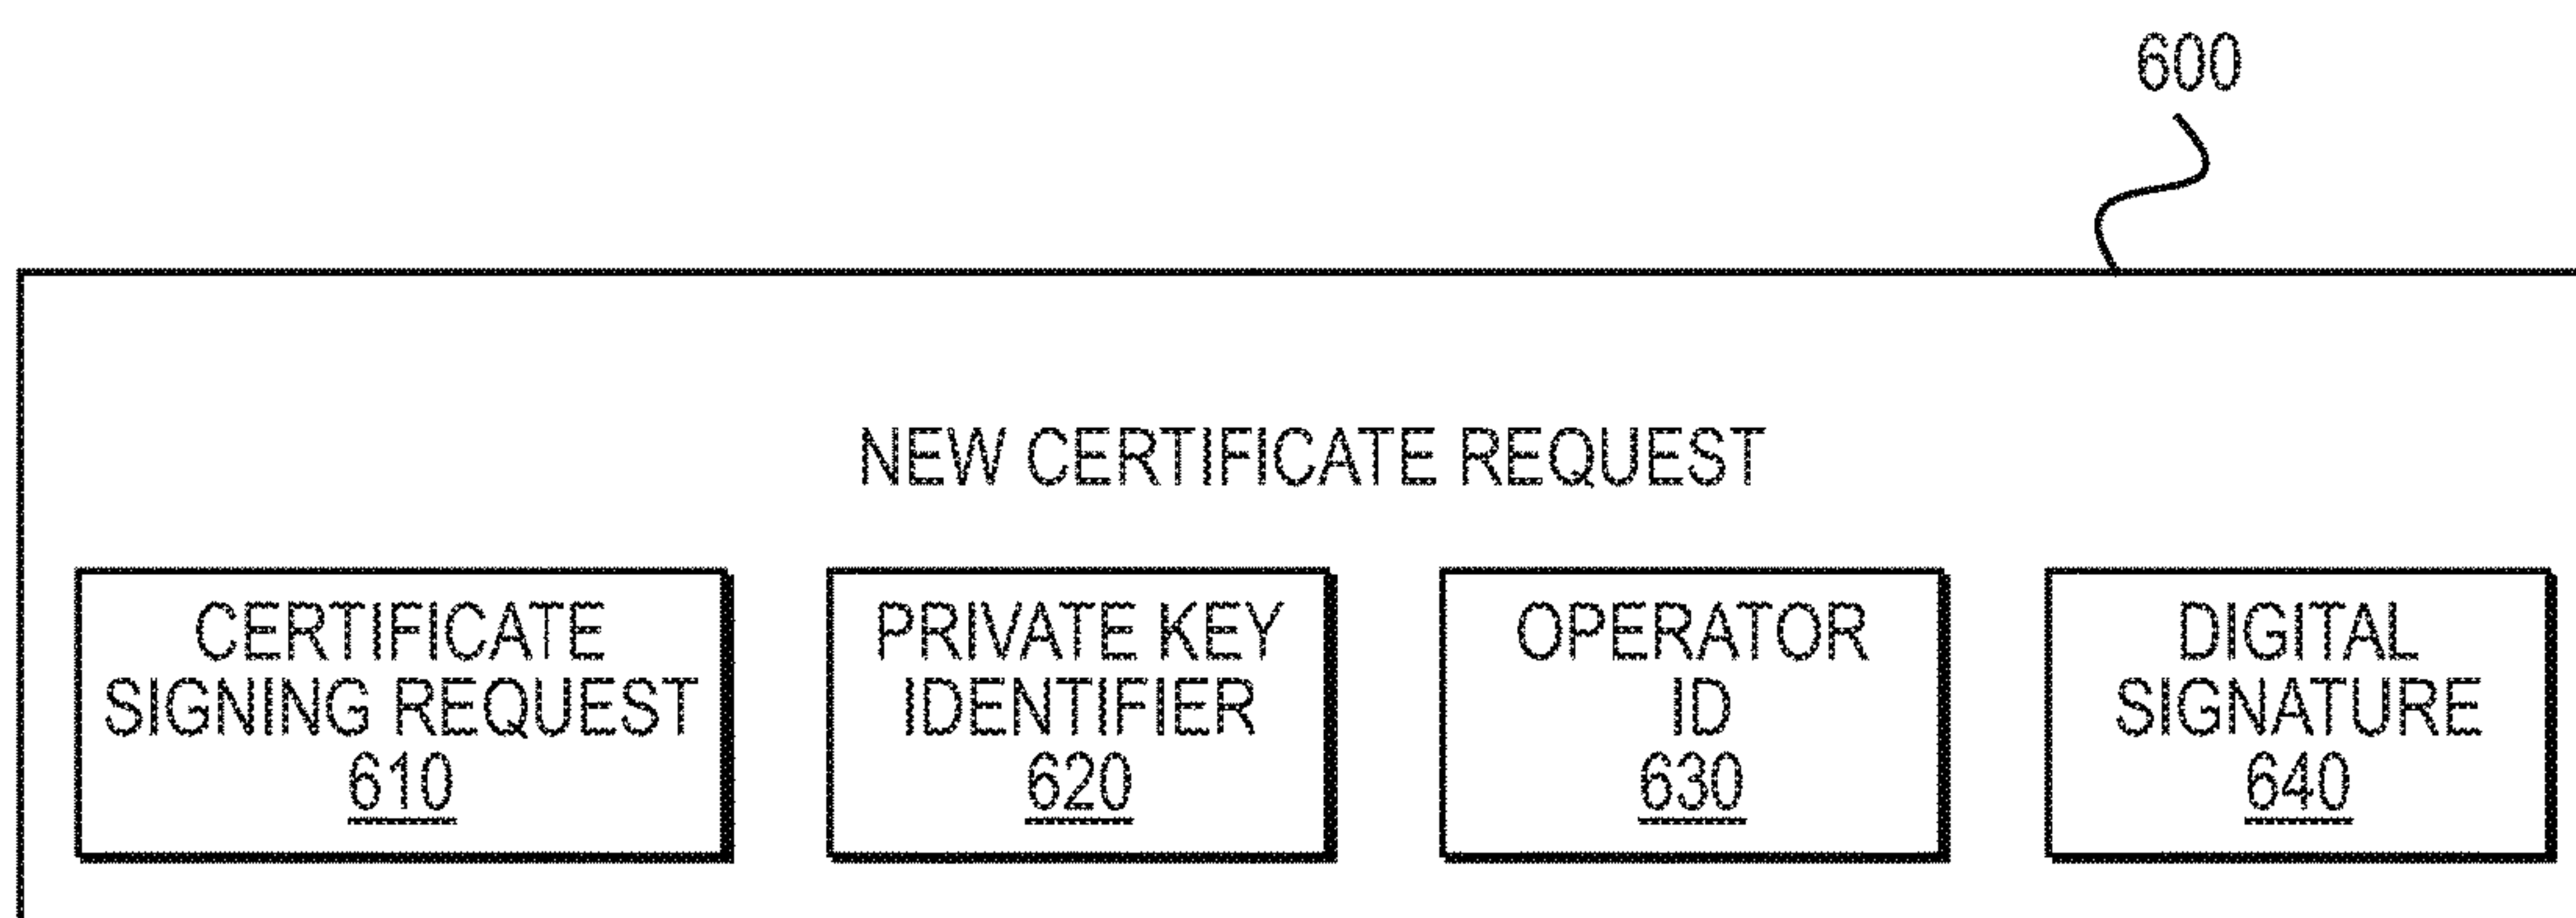 600
NEW CERTIFICATE REQUEST
CERTIFICATE
SIGNING REQUEST
610
PRIVATE KEY
IDENTIFIER
620
OPERATOR
ID
630
DIGITAL
SIGNATURE
640